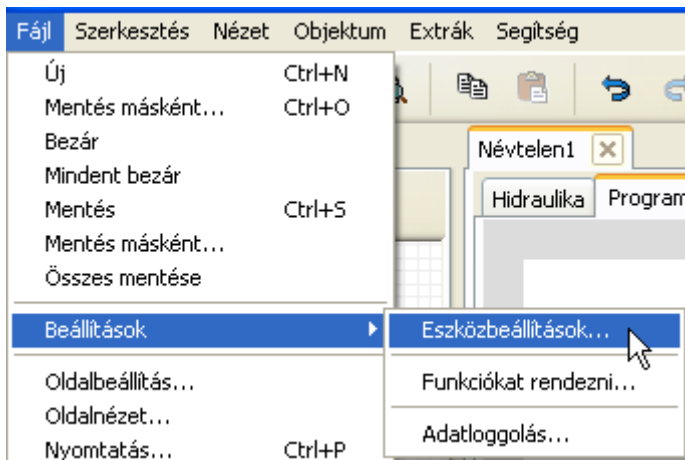 Fájl Szerkesztés Nézet Objektum Extrák Segítség
Új Ctrl+N
Mentés másként... Ctrl+O
Bezár
Mindent bezár
Mentés Ctrl+S
Mentés másként...
Összes mentése
Beállítások
Oldalbeállítás...
Oldalnézet...
Nyomtatás... Ctrl+P
Névtelen1
Hidraulika Program
Eszközbeállítások...
Funkciókat rendezni...
Adatloggolás...